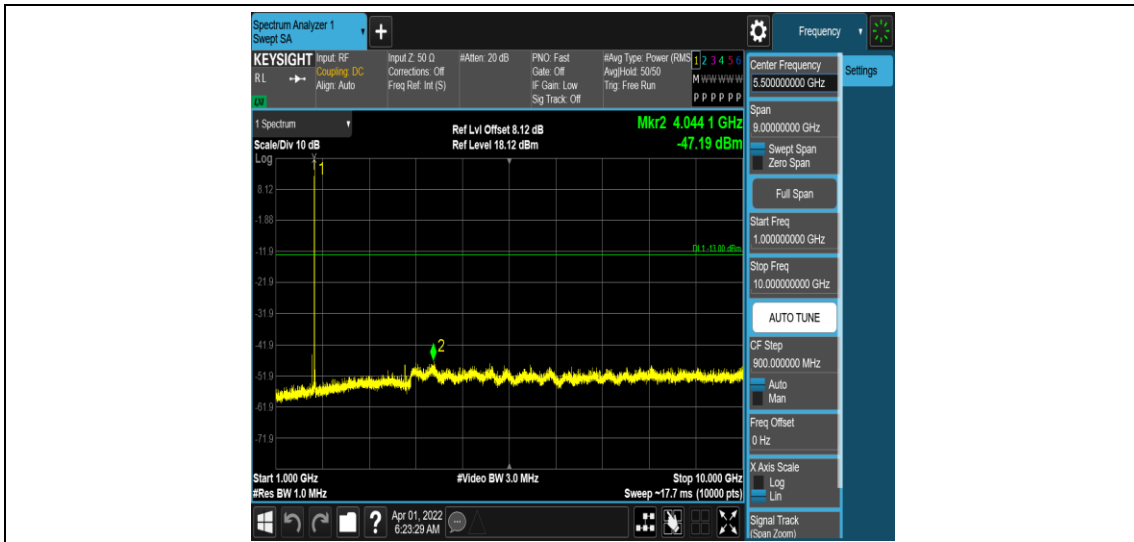 Spectrum Analyzer 1
Swept SA
+
Frequency
KEYSIGHT
RL
Input: RF
Coupling: DC
Align: Auto
Input Z: 50 Ω
Corrections: Off
Freq Ref: Int (S)
#Atten: 20 dB
PNO: Fast
Gate: Off
IF Gain: Low
Sig Track: Off
#Avg Type: Power (RMS
Avg|Hold: 50/50
Trig: Free Run
1 2 3 4 5 6
M W W W W W
P P P P P P
1 Spectrum
Scale/Div 10 dB
Ref Lvl Offset 8.12 dB
Ref Level 18.12 dBm
Mkr2 4.044 1 GHz
-47.19 dBm
Log
1
8.12
-1.88
-11.9
DL1 -13.00 dBm
-21.9
-31.9
-41.9
2
-51.9
-61.9
-71.9
Start 1.000 GHz
#Video BW 3.0 MHz
Stop 10.000 GHz
#Res BW 1.0 MHz
Sweep ~17.7 ms (10000 pts)
?
Apr 01, 2022
6:23:29 AM
Center Frequency
5.500000000 GHz
Settings
Span
9.00000000 GHz
Swept Span
Zero Span
Full Span
Start Freq
1.000000000 GHz
Stop Freq
10.000000000 GHz
AUTO TUNE
CF Step
900.000000 MHz
Auto
Man
Freq Offset
0 Hz
X Axis Scale
Log
Lin
Signal Track
(Span Zoom)